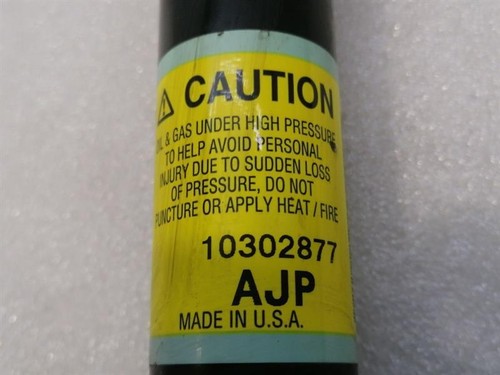 CAUTION
OIL & GAS UNDER HIGH PRESSURE
TO HELP AVOID PERSONAL
INJURY DUE TO SUDDEN LOSS
OF PRESSURE, DO NOT
PUNCTURE OR APPLY HEAT / FIRE
10302877
AJP
MADE IN U.S.A.